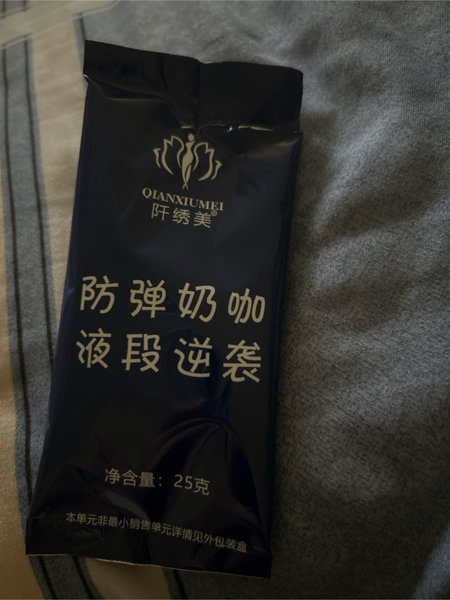 QIANXIUMEI
阡绣美®
防弹奶咖
液段逆袭
净含量：25克
本单元非最小销售单元详情见外包装盒